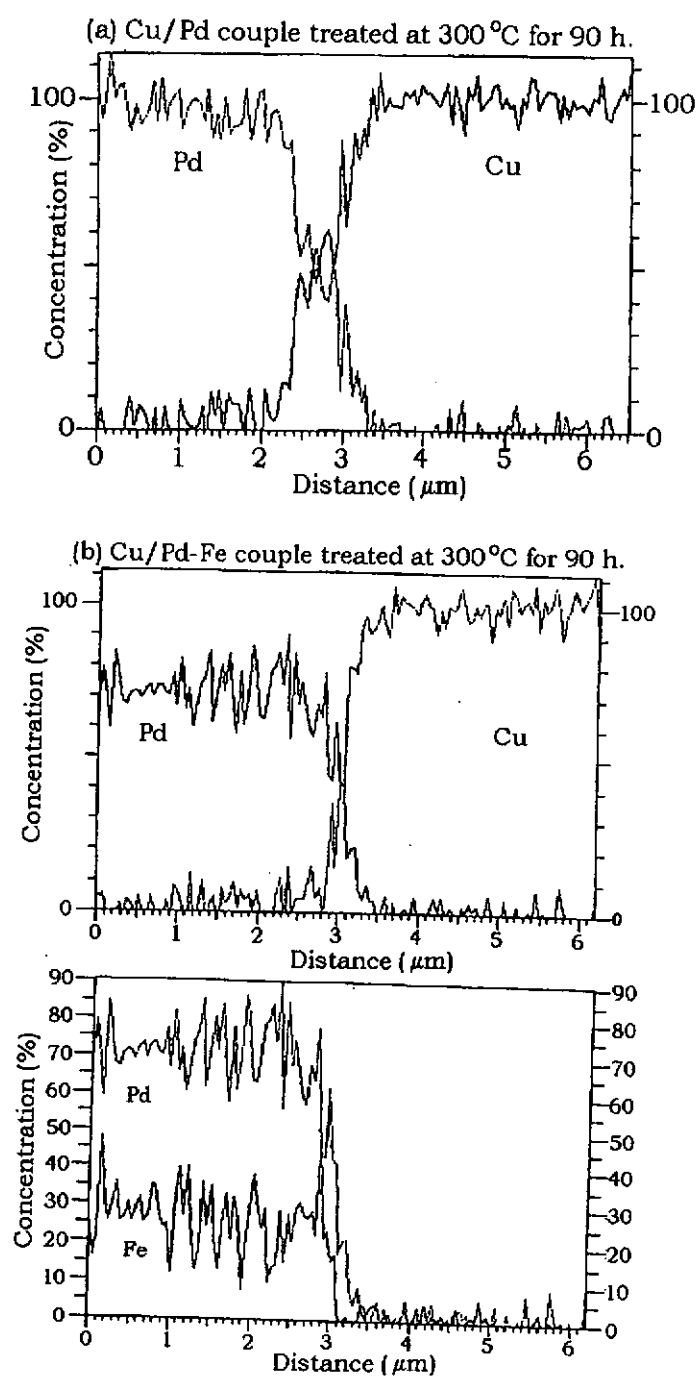 (a) Cu/Pd couple treated at 300 °C for 90 h.
100
100
Pd
Cu
Concentration (%)
0
0
0 1 2 3 4 5 6
Distance (μm)
(b) Cu/Pd-Fe couple treated at 300 °C for 90 h.
100
100
Pd
Cu
Concentration (%)
0
0
0 1 2 3 4 5 6
Distance (μm)
90
80
70
60
50
40
30
20
10
0
Concentration (%)
Pd
Fe
90
80
70
60
50
40
30
20
10
0
0 1 2 3 4 5 6
Distance (μm)